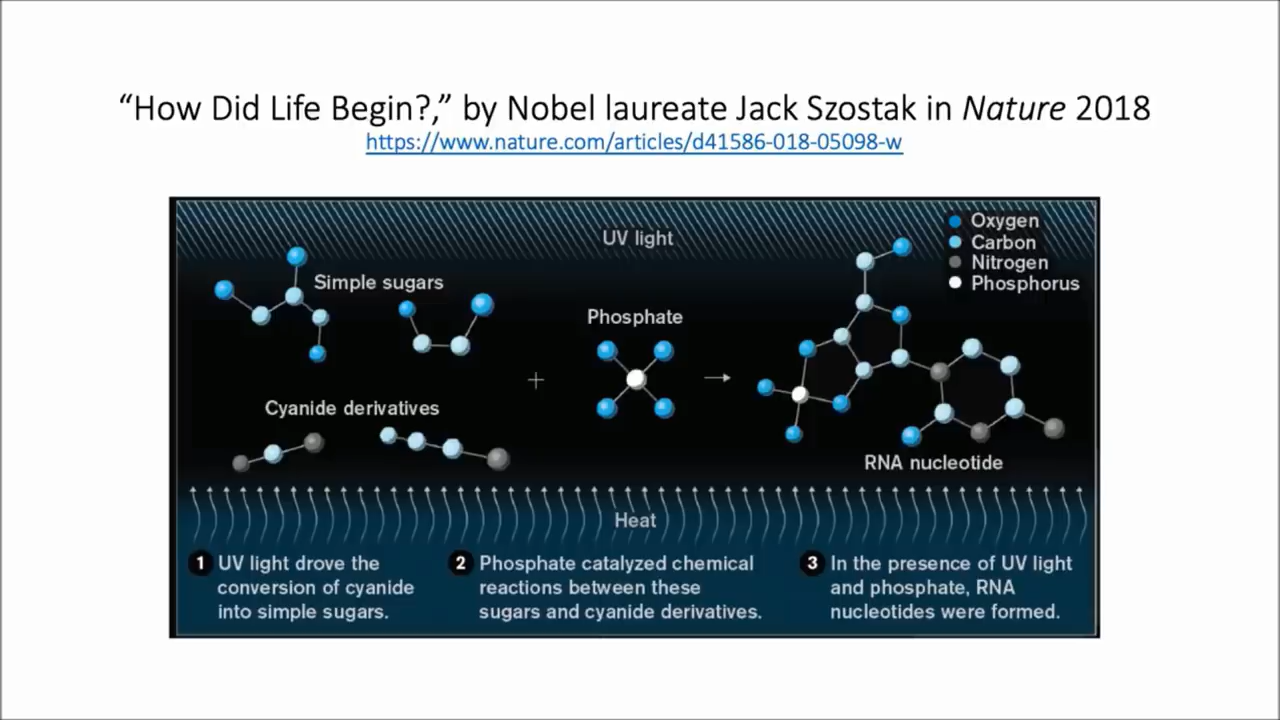 “How Did Life Begin?,” by Nobel laureate Jack Szostak in Nature 2018
https://www.nature.com/articles/d41586-018-05098-w
UV light
Oxygen
Carbon
Nitrogen
Phosphorus
Simple sugars
Phosphate
+
→
Cyanide derivatives
RNA nucleotide
Heat
1 UV light drove the
conversion of cyanide
into simple sugars.
2 Phosphate catalyzed chemical
reactions between these
sugars and cyanide derivatives.
3 In the presence of UV light
and phosphate, RNA
nucleotides were formed.